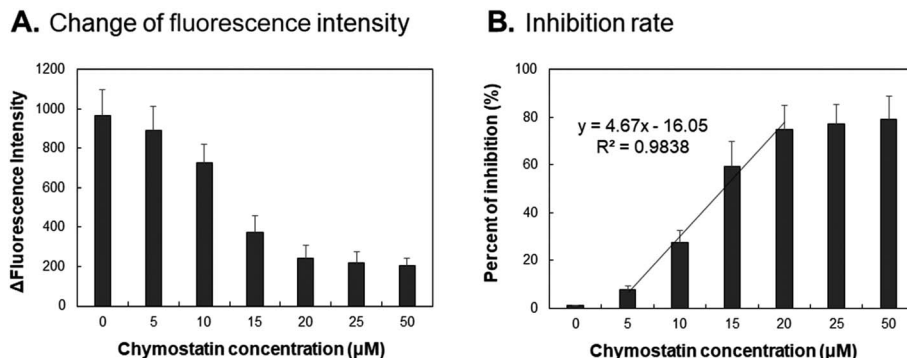 A. Change of fluorescence intensity
1200
1000
800
600
400
200
0
ΔFluorescence Intensity
0 5 10 15 20 25 50
Chymostatin concentration (μM)
B. Inhibition rate
100
80
60
40
20
0
Percent of inhibition (%)
y = 4.67x - 16.05
R² = 0.9838
0 5 10 15 20 25 50
Chymostatin concentration (μM)